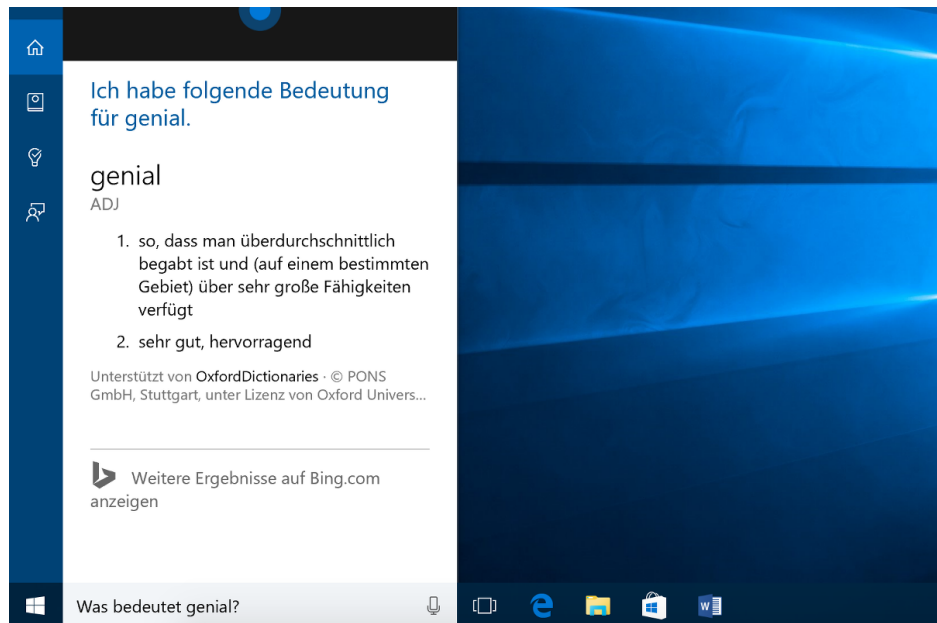 Ich habe folgende Bedeutung
für genial.
genial
ADJ
1. so, dass man überdurchschnittlich
begabt ist und (auf einem bestimmten
Gebiet) über sehr große Fähigkeiten
verfügt
2. sehr gut, hervorragend
Unterstützt von OxfordDictionaries · © PONS
GmbH, Stuttgart, unter Lizenz von Oxford Univers...
Weitere Ergebnisse auf Bing.com
anzeigen
Was bedeutet genial?